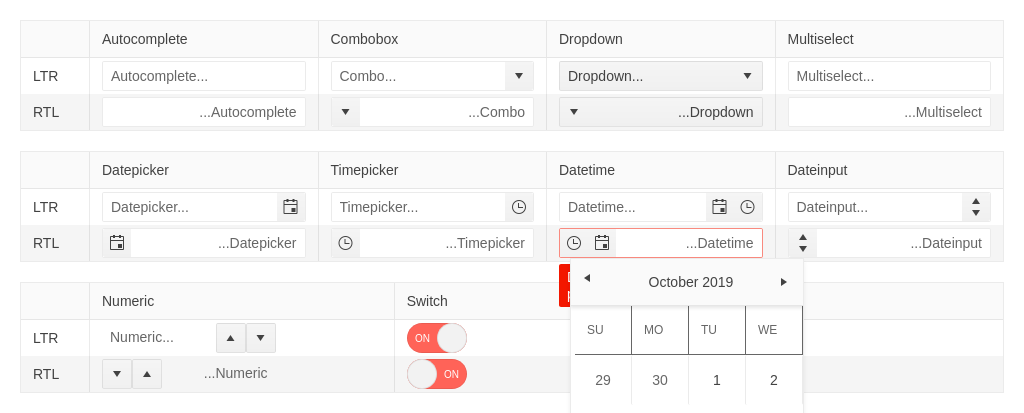 Autocomplete Combobox Dropdown Multiselect
LTR Autocomplete... Combo... Dropdown... Multiselect...
RTL ...Autocomplete ...Combo ...Dropdown ...Multiselect
Datepicker Timepicker Datetime Dateinput
LTR Datepicker... Timepicker... Datetime... Dateinput...
RTL ...Datepicker ...Timepicker ...Datetime ...Dateinput
October 2019
Numeric Switch
SU MO TU WE
LTR Numeric... ON
RTL ...Numeric ON
29 30 1 2